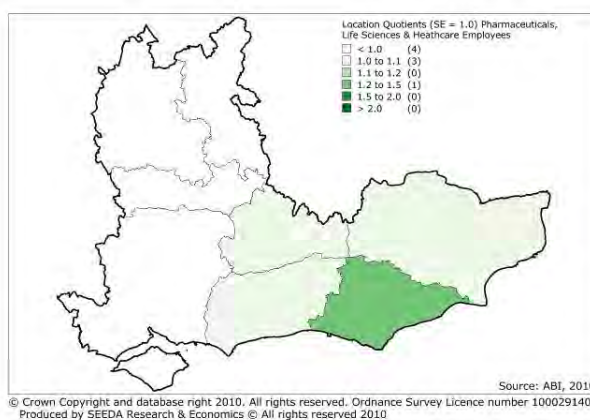 Location Quotients (SE = 1.0) Pharmaceuticals,
Life Sciences & Heathcare Employees
< 1.0 (4)
1.0 to 1.1 (3)
1.1 to 1.2 (0)
1.2 to 1.5 (1)
1.5 to 2.0 (0)
> 2.0 (0)
Source: ABI, 2010
© Crown Copyright and database right 2010. All rights reserved. Ordnance Survey Licence number 100029140
Produced by SEEDA Research & Economics © All rights reserved 2010